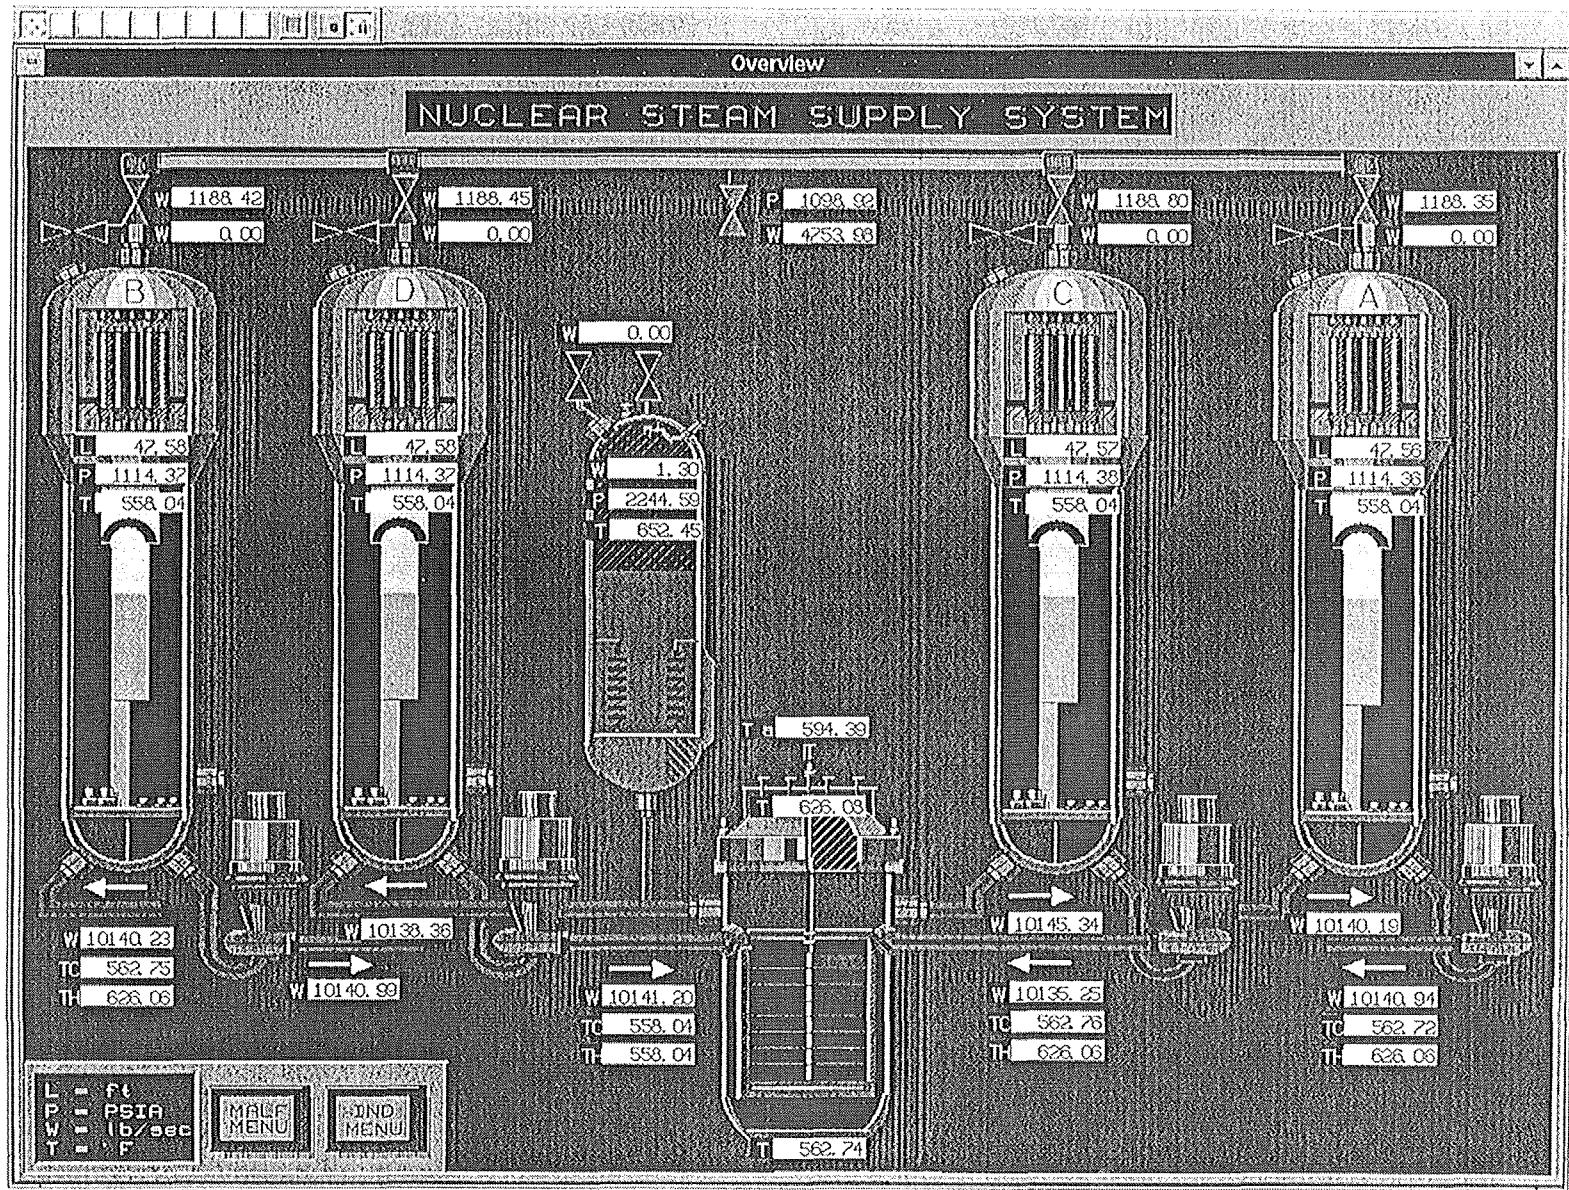 Overview
NUCLEAR STEAM SUPPLY SYSTEM
W 1188.42
W 0.00
W 1188.45
W 0.00
P 1098.92
W 4753.98
W 1188.80
W 0.00
W 1188.35
W 0.00
B
D
C
A
W 0.00
L 47.58
P 1114.37
T 558.04
L 47.58
P 1114.37
T 558.04
W 1.30
P 2244.59
T 652.45
L 47.57
P 1114.38
T 558.04
L 47.56
P 1114.36
T 558.04
T a 594.39
T 626.08
W 10140.23
TC 562.75
TH 626.06
W 10138.36
W 10140.99
W 10141.20
TC 558.04
TH 558.04
W 10145.34
W 10135.25
TC 562.76
TH 626.06
W 10140.19
W 10140.94
TC 562.72
TH 626.06
T 562.74
L = ft
P = PSIA
W = lb/sec
T = 'F
MALF
MENU
IND
MENU